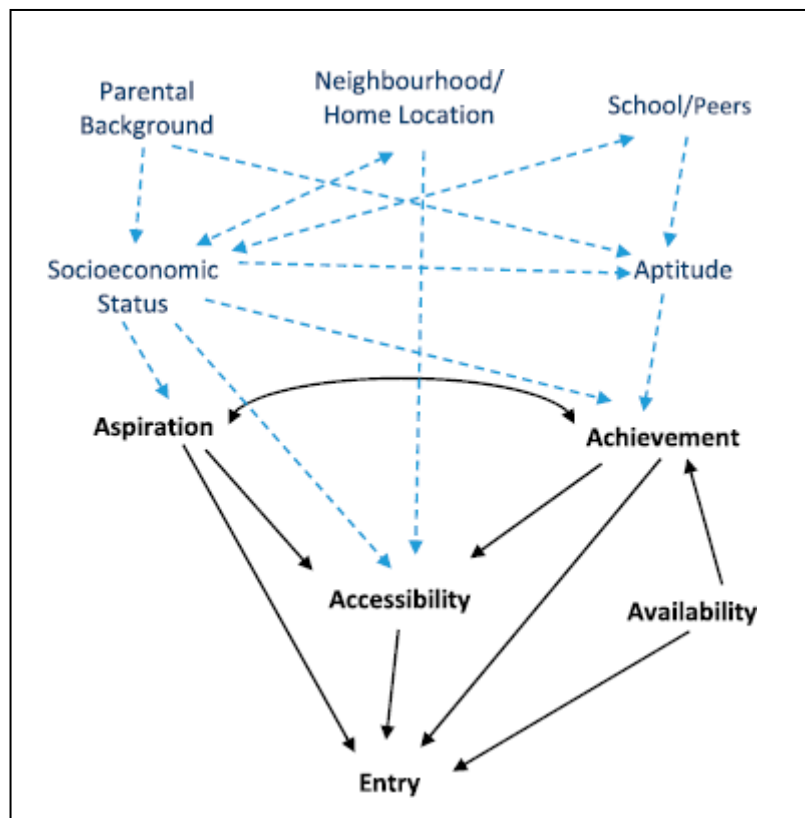 Parental
Background
Neighbourhood/
Home Location
School/Peers
Socioeconomic
Status
Aptitude
Aspiration
Achievement
Accessibility
Availability
Entry